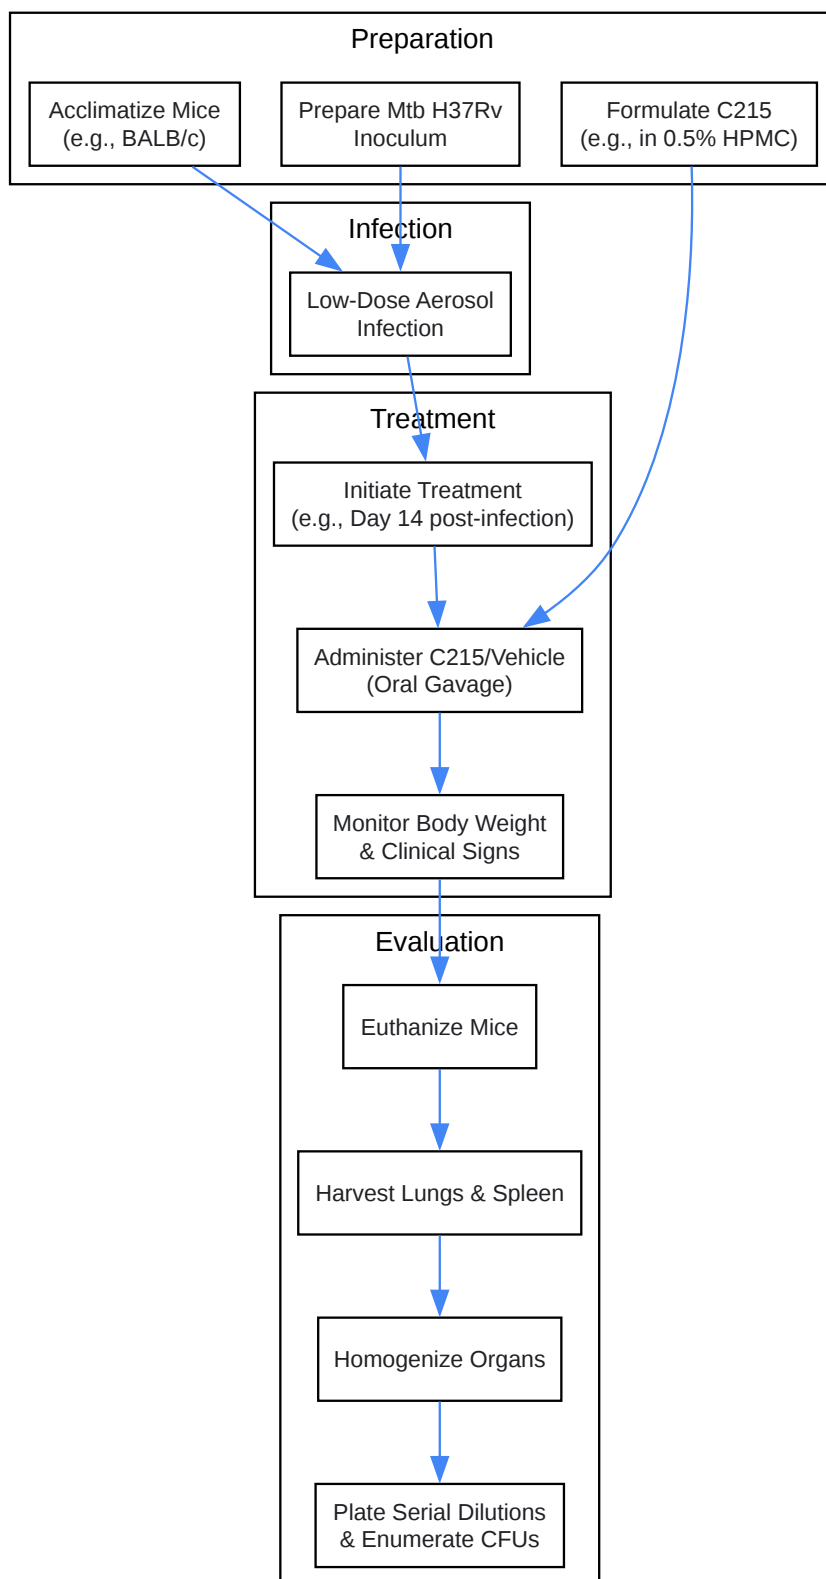 Preparation
Acclimatize Mice
(e.g., BALB/c)
Prepare Mtb H37Rv
Inoculum
Formulate C215
(e.g., in 0.5% HPMC)
Infection
Low-Dose Aerosol
Infection
Treatment
Initiate Treatment
(e.g., Day 14 post-infection)
Administer C215/Vehicle
(Oral Gavage)
Monitor Body Weight
& Clinical Signs
Evaluation
Euthanize Mice
Harvest Lungs & Spleen
Homogenize Organs
Plate Serial Dilutions
& Enumerate CFUs